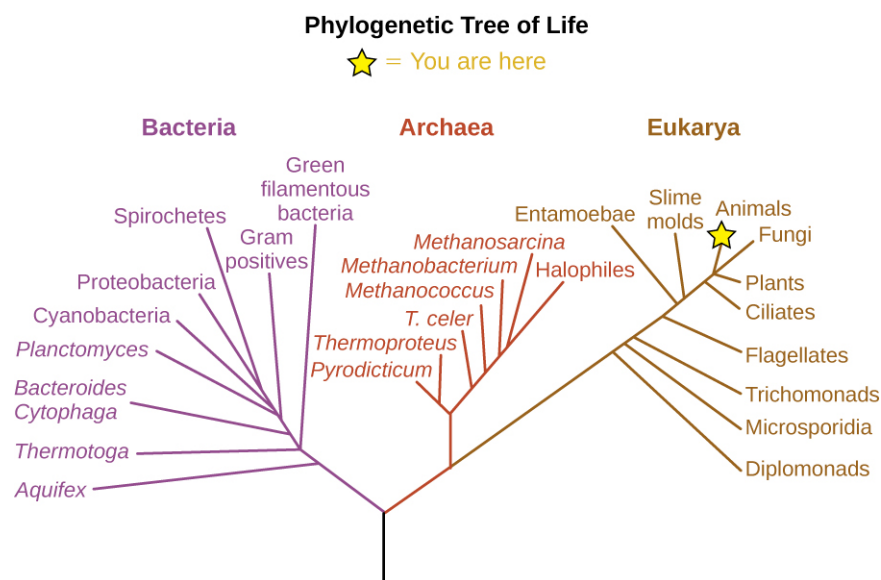 Phylogenetic Tree of Life
= You are here
Bacteria
Archaea
Eukarya
Green
filamentous
bacteria
Spirochetes
Gram
positives
Proteobacteria
Cyanobacteria
Planctomyces
Bacteroides
Cytophaga
Thermotoga
Aquifex
Methanosarcina
Methanobacterium
Halophiles
Methanococcus
T. celer
Thermoproteus
Pyrodicticum
Entamoebae
Slime
molds
Animals
Fungi
Plants
Ciliates
Flagellates
Trichomonads
Microsporidia
Diplomonads